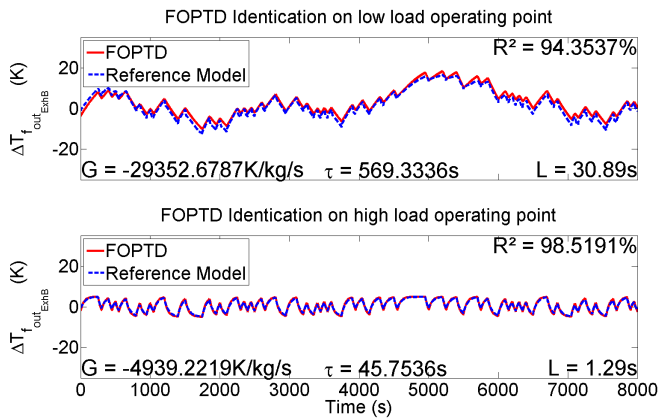 FOPTD Identication on low load operating point
R² = 94.3537%
FOPTD
Reference Model
20
0
-20
ΔT_f_out_ExhB (K)
G = -29352.6787K/kg/s τ = 569.3336s L = 30.89s
FOPTD Identication on high load operating point
R² = 98.5191%
FOPTD
Reference Model
20
0
-20
ΔT_f_out_ExhB (K)
G = -4939.2219K/kg/s τ = 45.7536s L = 1.29s
0 1000 2000 3000 4000 5000 6000 7000 8000
Time (s)